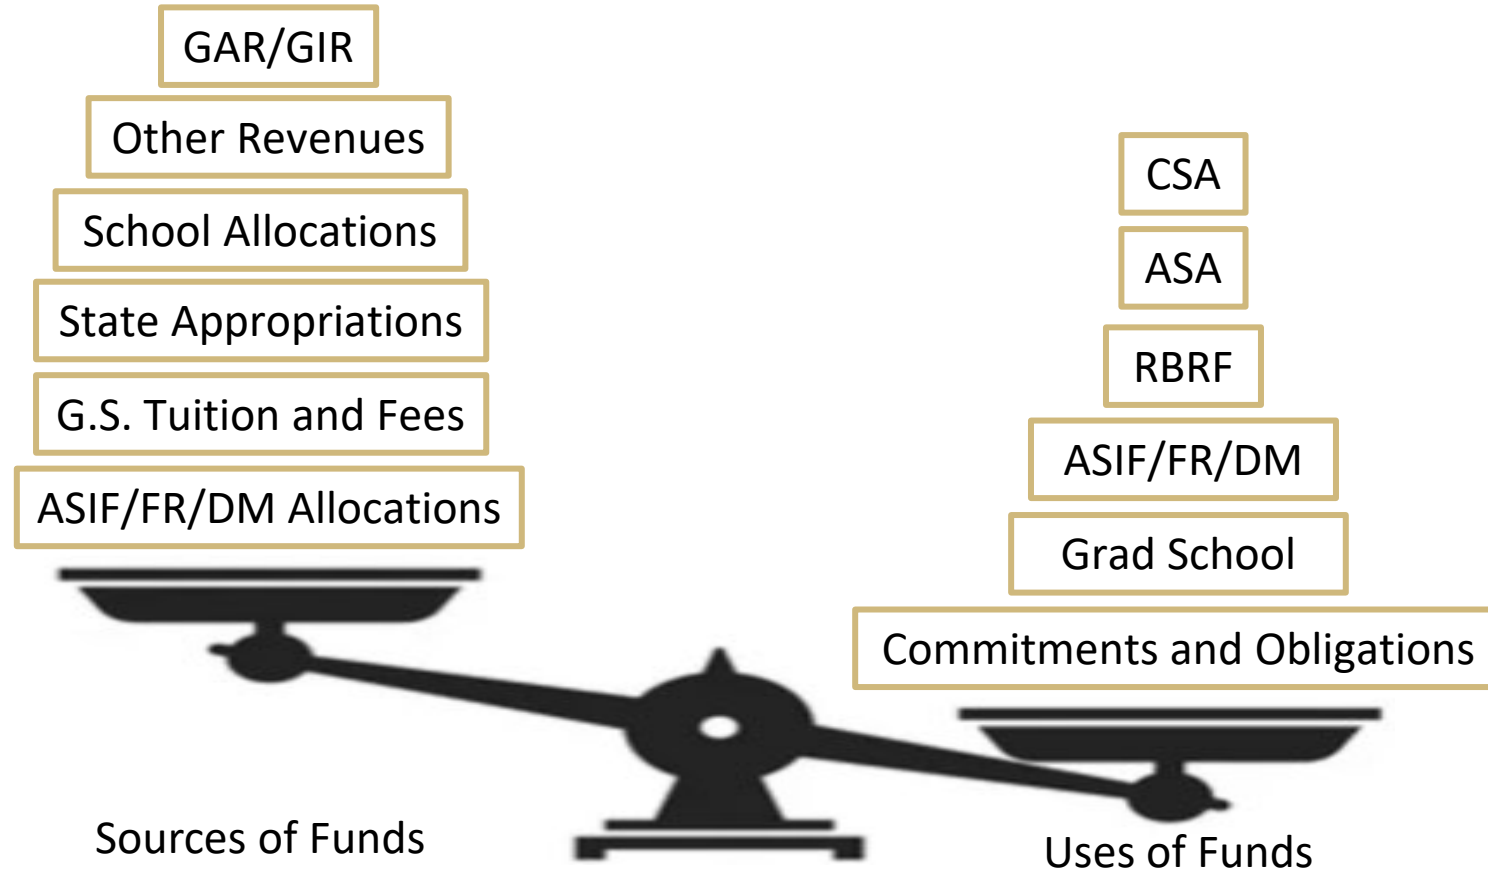 GAR/GIR
Other Revenues
School Allocations
State Appropriations
G.S. Tuition and Fees
ASIF/FR/DM Allocations
Sources of Funds
CSA
ASA
RBRF
ASIF/FR/DM
Grad School
Commitments and Obligations
Uses of Funds